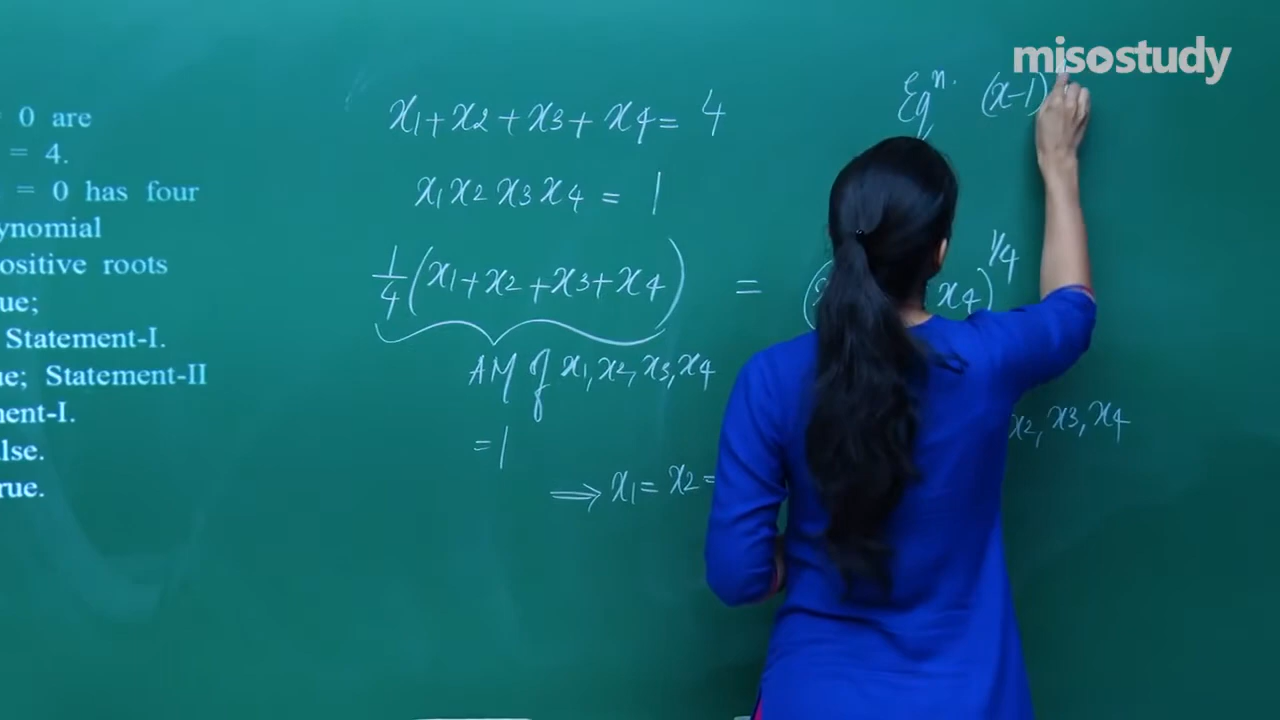 misostudy
0 are
= 4.
= 0 has four
ynomial
ositive roots
ue;
Statement-I.
ue; Statement-II
ent-I.
lse.
rue.
x₁+x₂+x₃+x₄=4
x₁x₂x₃x₄=1
1/4(x₁+x₂+x₃+x₄) = ( x₄)^1/4
AM of x₁,x₂,x₃,x₄
x₂,x₃,x₄
=1
⟹ x₁= x₂=
Eqⁿ. (x-1)